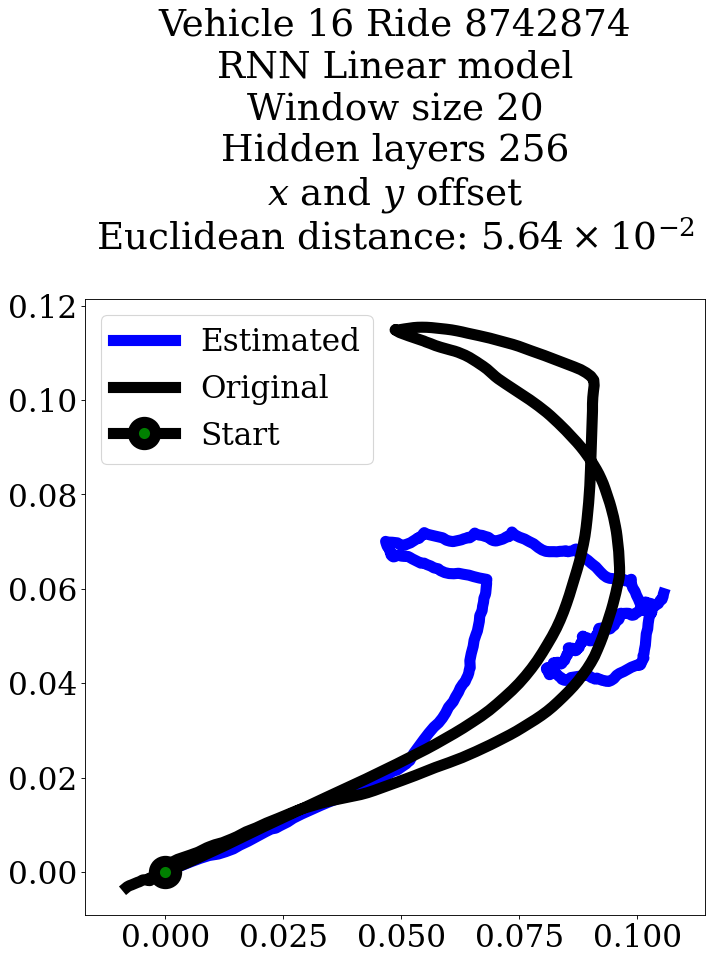 Vehicle 16 Ride 8742874
RNN Linear model
Window size 20
Hidden layers 256
x and y offset
Euclidean distance: 5.64 × 10⁻²
0.12
0.10
0.08
0.06
0.04
0.02
0.00
Estimated
Original
Start
0.000 0.025 0.050 0.075 0.100